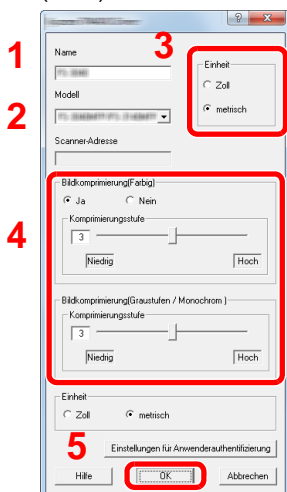 1
Name
3
Einheit
Zoll
metrisch
Modell
2
Scanner-Adresse
Bildkomprimierung(Farbig)
Ja Nein
Komprimierungsstufe
3
4
Niedrig Hoch
Bildkomprimierung(Graustufen / Monochrom )
Komprimierungsstufe
3
Niedrig Hoch
Einheit
Zoll metrisch
5
Einstellungen für Anwenderauthentifizierung
Hilfe OK Abbrechen